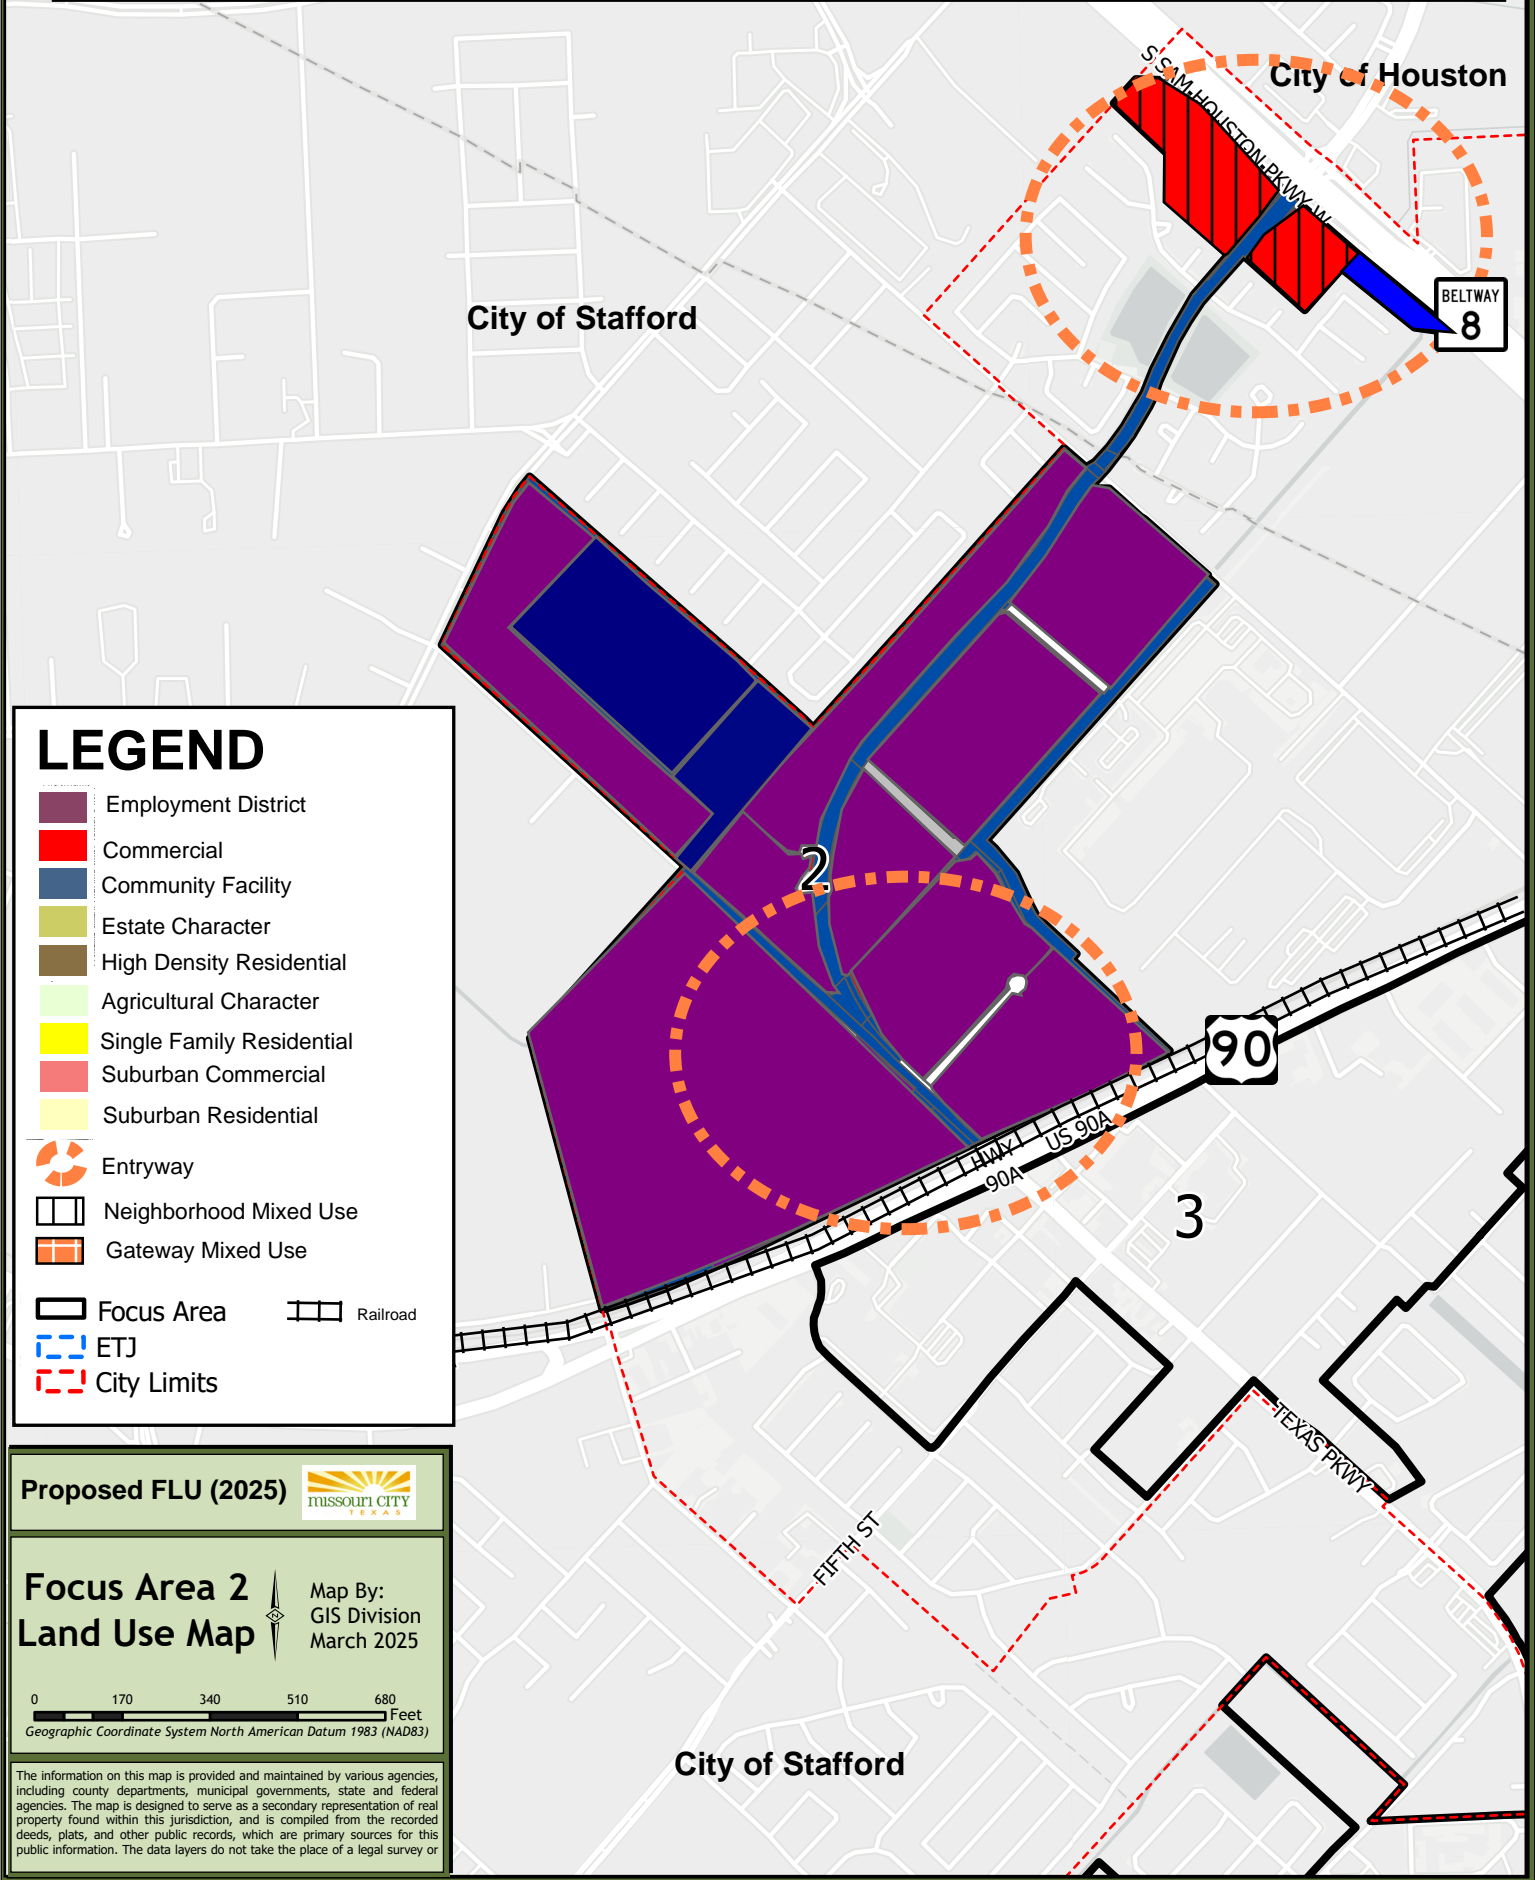 City of Houston
S SAM HOUSTON PKWY W
BELTWAY
8
City of Stafford
2
LEGEND
Employment District
Commercial
Community Facility
Estate Character
High Density Residential
Agricultural Character
Single Family Residential
Suburban Commercial
Suburban Residential
Entryway
Neighborhood Mixed Use
Gateway Mixed Use
Focus Area
Railroad
ETJ
City Limits
90
HWY
90A
US 90A
3
TEXAS PKWY
FIFTH ST
City of Stafford
Proposed FLU (2025)
missouri CITY
TEXAS
Focus Area 2
Land Use Map
N
Map By:
GIS Division
March 2025
0 170 340 510 680
Feet
Geographic Coordinate System North American Datum 1983 (NAD83)
The information on this map is provided and maintained by various agencies,
including county departments, municipal governments, state and federal
agencies. The map is designed to serve as a secondary representation of real
property found within this jurisdiction, and is compiled from the recorded
deeds, plats, and other public records, which are primary sources for this
public information. The data layers do not take the place of a legal survey or